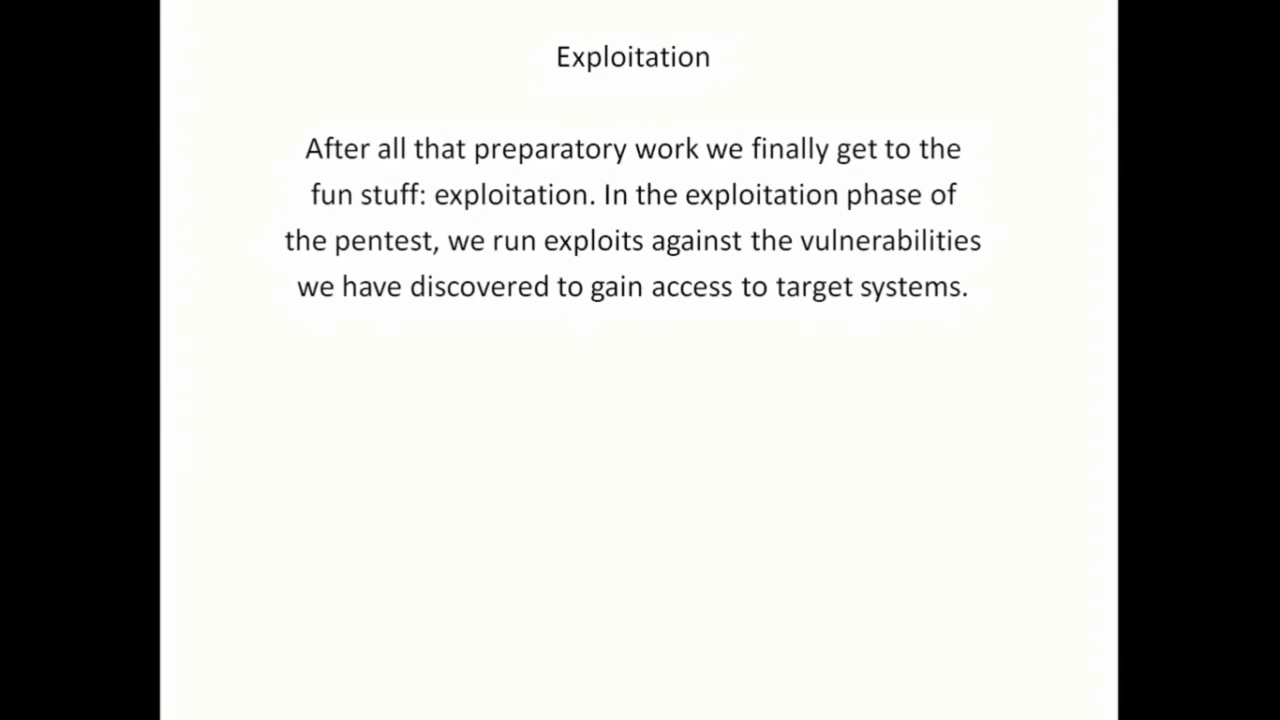 Exploitation
After all that preparatory work we finally get to the
fun stuff: exploitation. In the exploitation phase of
the pentest, we run exploits against the vulnerabilities
we have discovered to gain access to target systems.